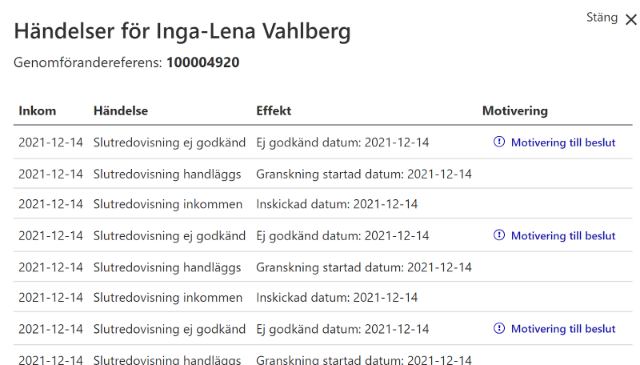 Stäng
Händelser för Inga-Lena Vahlberg
Genomförandereferens: 100004920
Inkom Händelse Effekt Motivering
2021-12-14 Slutredovisning ej godkänd Ej godkänd datum: 2021-12-14 Motivering till beslut
2021-12-14 Slutredovisning handläggs Granskning startad datum: 2021-12-14
2021-12-14 Slutredovisning inkommen Inskickad datum: 2021-12-14
2021-12-14 Slutredovisning ej godkänd Ej godkänd datum: 2021-12-14 Motivering till beslut
2021-12-14 Slutredovisning handläggs Granskning startad datum: 2021-12-14
2021-12-14 Slutredovisning inkommen Inskickad datum: 2021-12-14
2021-12-14 Slutredovisning ej godkänd Ej godkänd datum: 2021-12-14 Motivering till beslut
2021-12-14 Slutredovisning handläggs Granskning startad datum: 2021-12-14